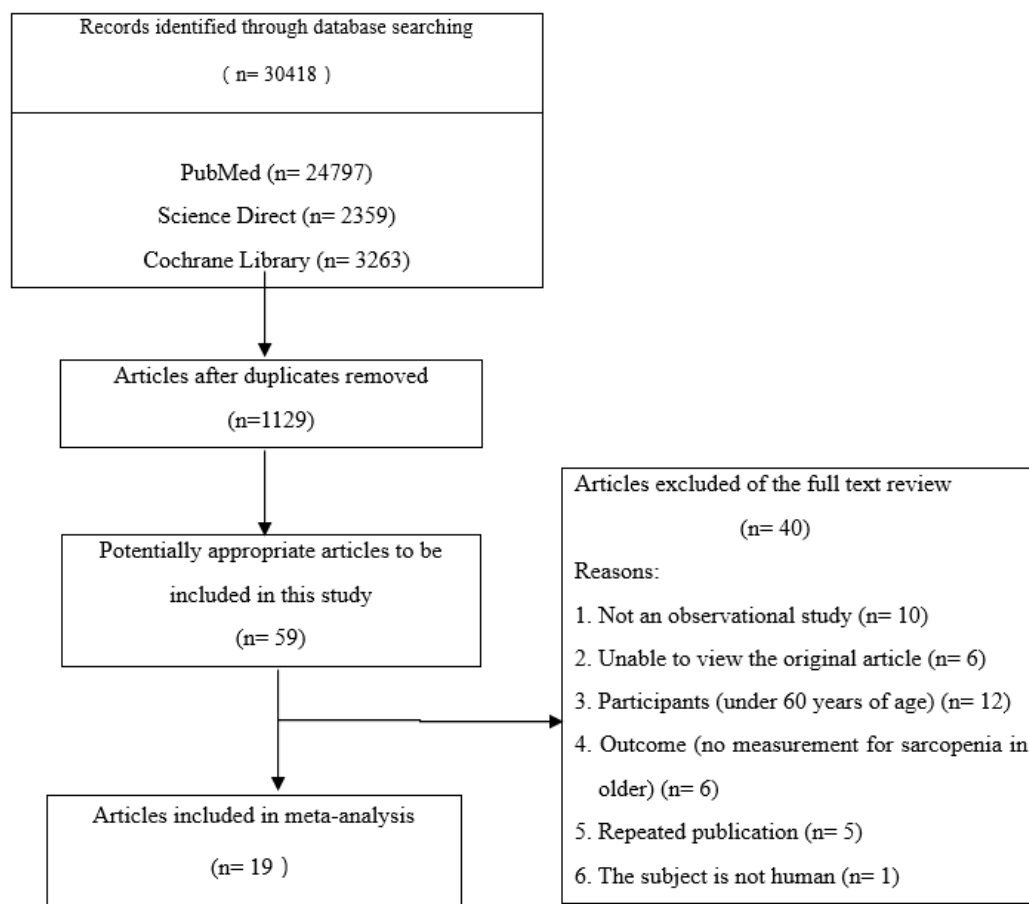 Records identified through database searching
( n= 30418 )
PubMed (n= 24797)
Science Direct (n= 2359)
Cochrane Library (n= 3263)
Articles after duplicates removed
(n=1129)
Potentially appropriate articles to be
included in this study
(n= 59)
Articles excluded of the full text review
(n= 40)
Reasons:
1. Not an observational study (n= 10)
2. Unable to view the original article (n= 6)
3. Participants (under 60 years of age) (n= 12)
4. Outcome (no measurement for sarcopenia in
older) (n= 6)
5. Repeated publication (n= 5)
6. The subject is not human (n= 1)
Articles included in meta-analysis
(n= 19 )